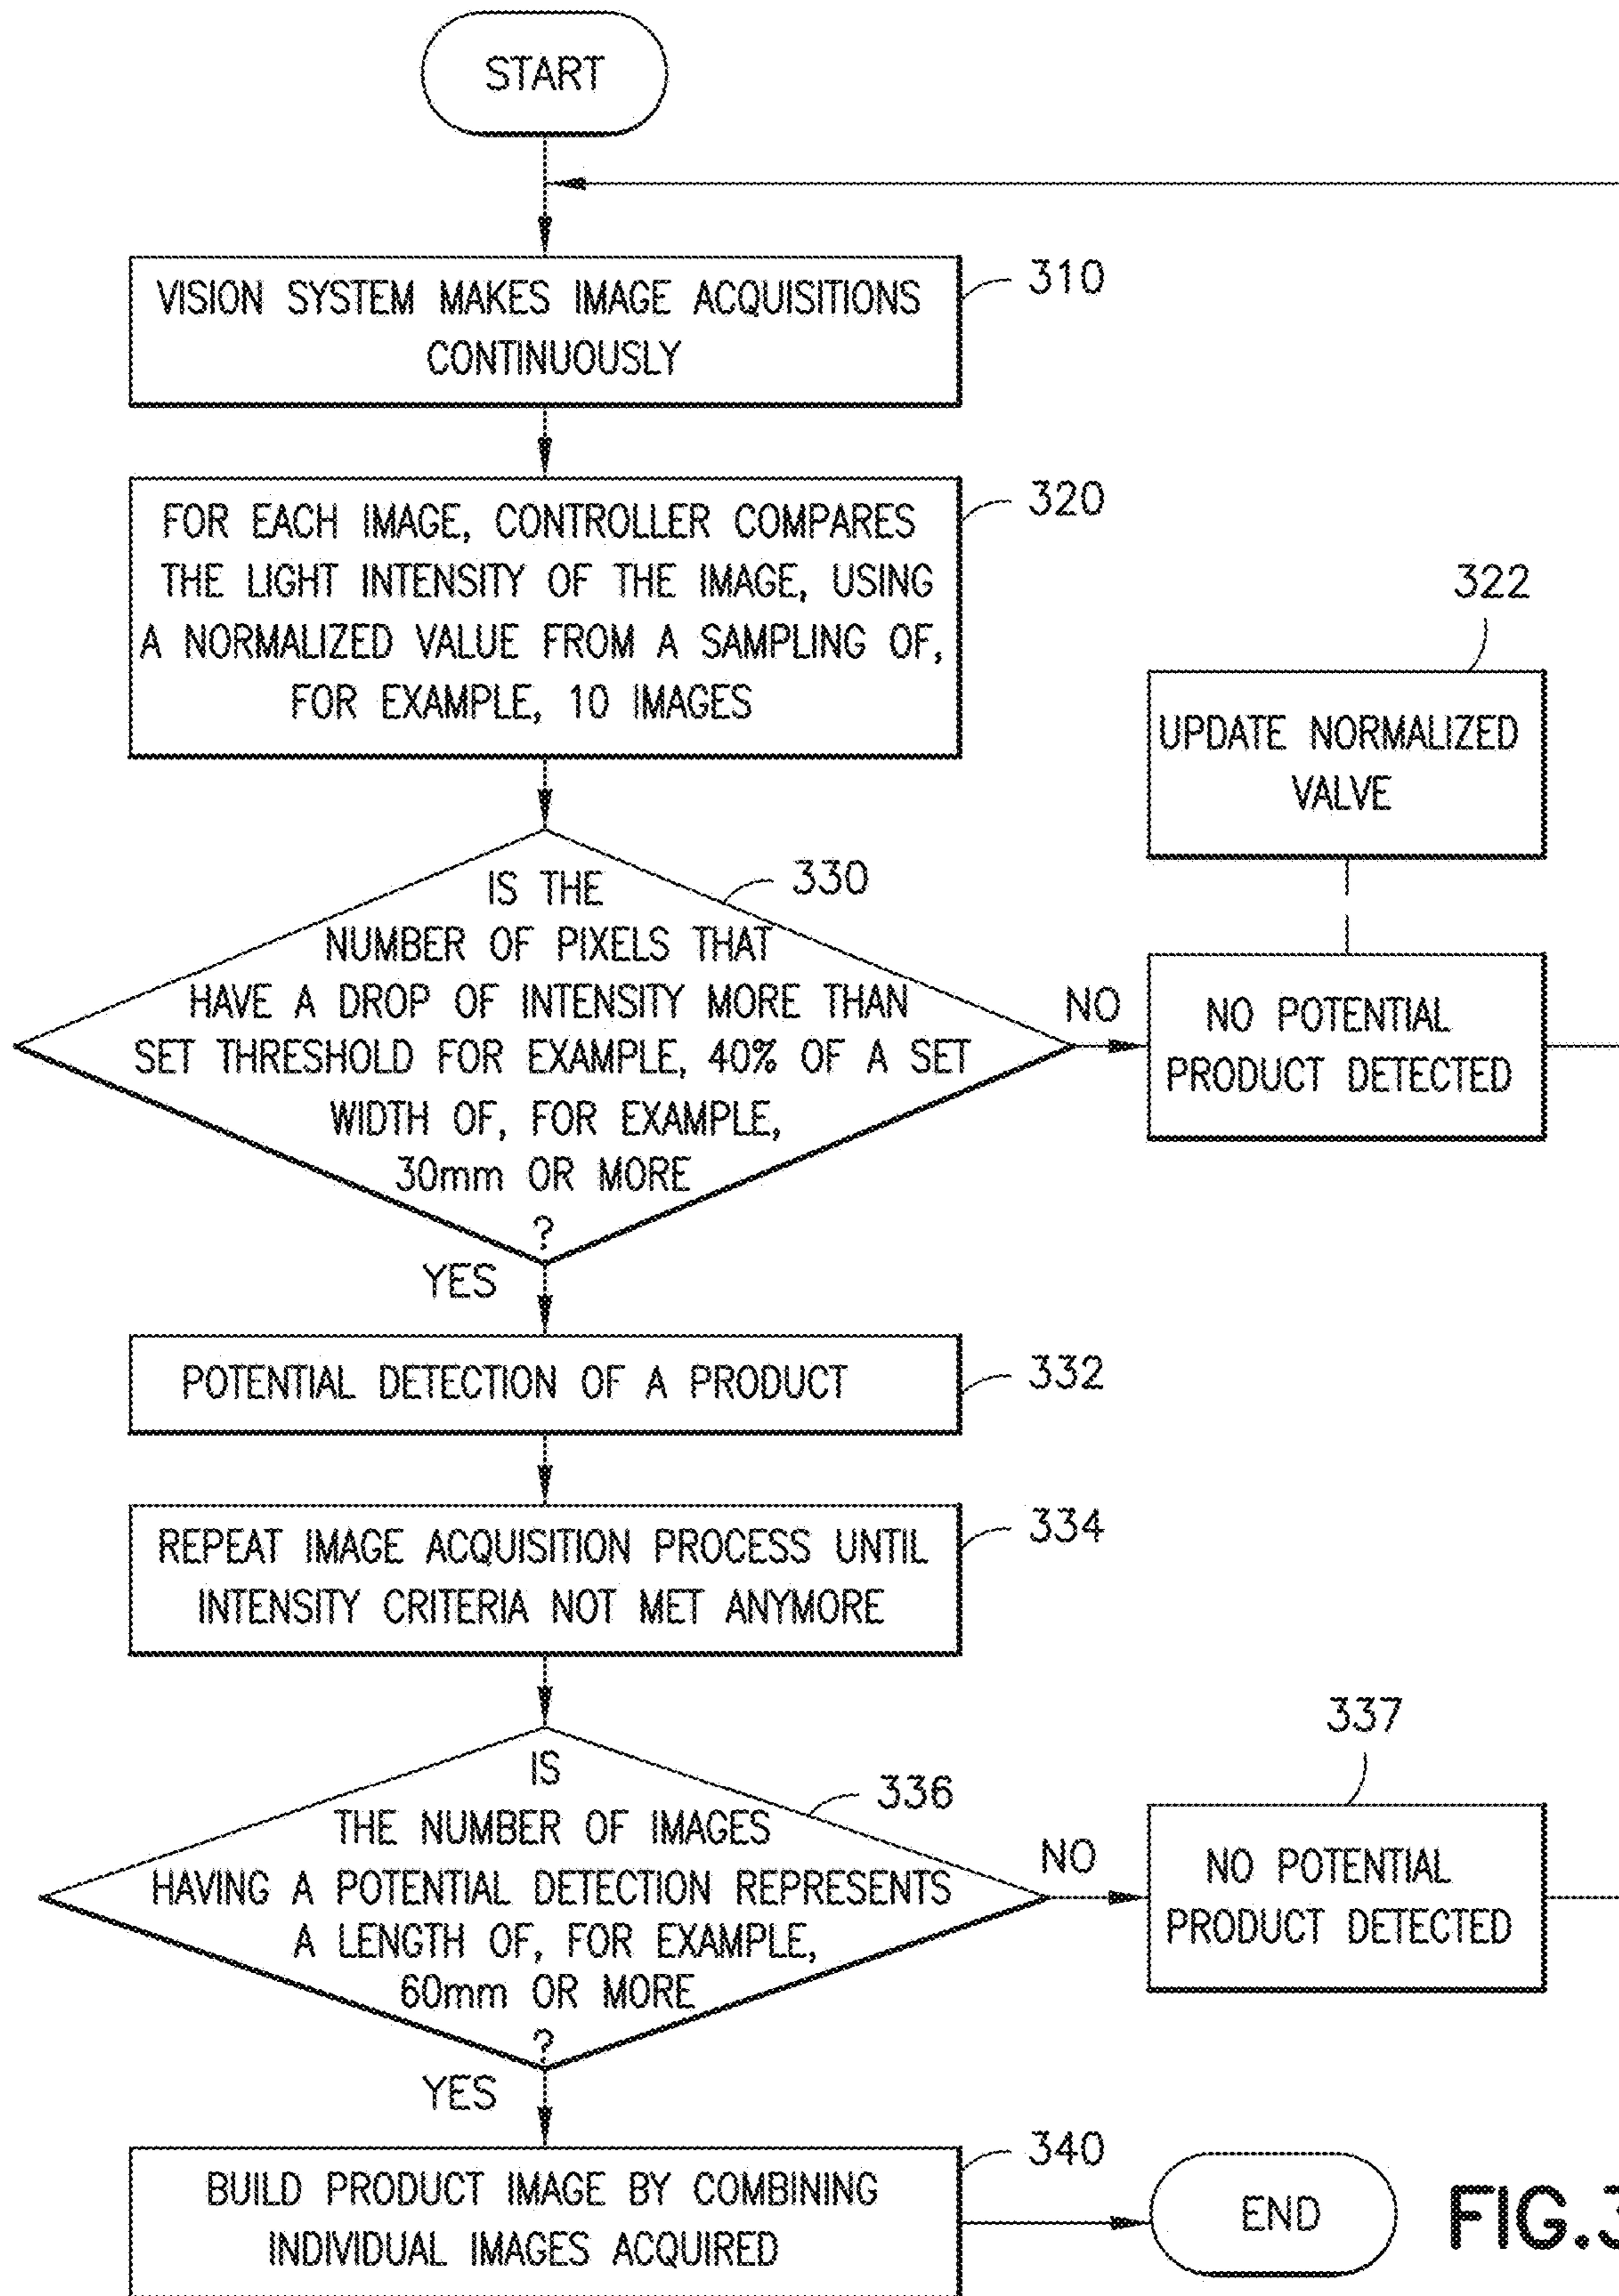 START
VISION SYSTEM MAKES IMAGE ACQUISITIONS
CONTINUOUSLY
310
FOR EACH IMAGE, CONTROLLER COMPARES
THE LIGHT INTENSITY OF THE IMAGE, USING
A NORMALIZED VALUE FROM A SAMPLING OF,
FOR EXAMPLE, 10 IMAGES
320
322
UPDATE NORMALIZED
VALVE
IS THE
NUMBER OF PIXELS THAT
HAVE A DROP OF INTENSITY MORE THAN
SET THRESHOLD FOR EXAMPLE, 40% OF A SET
WIDTH OF, FOR EXAMPLE,
30mm OR MORE
?
330
NO
NO POTENTIAL
PRODUCT DETECTED
YES
POTENTIAL DETECTION OF A PRODUCT
332
REPEAT IMAGE ACQUISITION PROCESS UNTIL
INTENSITY CRITERIA NOT MET ANYMORE
334
IS
THE NUMBER OF IMAGES
HAVING A POTENTIAL DETECTION REPRESENTS
A LENGTH OF, FOR EXAMPLE,
60mm OR MORE
?
336
NO
337
NO POTENTIAL
PRODUCT DETECTED
YES
BUILD PRODUCT IMAGE BY COMBINING
INDIVIDUAL IMAGES ACQUIRED
340
END
FIG.3